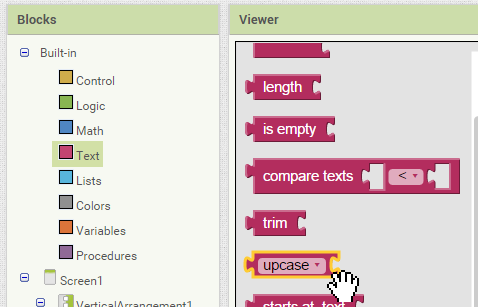 Blocks
Viewer
Built-in
Control
Logic
Math
Text
Lists
Colors
Variables
Procedures
Screen1
VerticalArrangement1
length
is empty
compare texts <
trim
upcase
starts at text